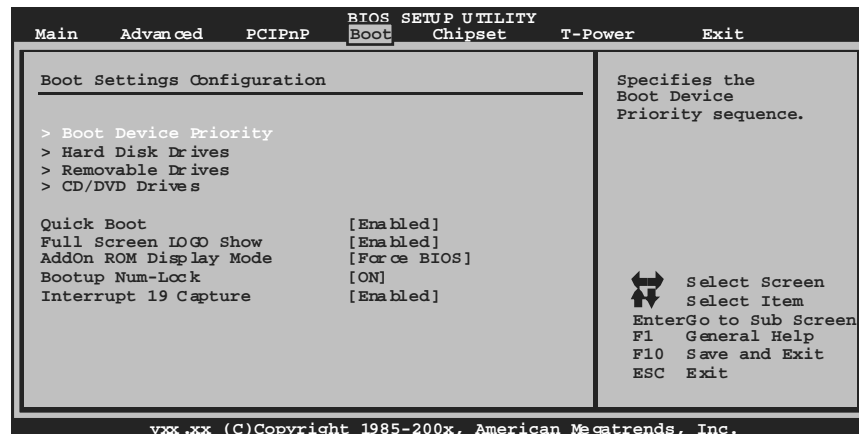 BIOS SETUP UTILITY
Main Advanced PCIPnP Boot Chipset T-Power Exit
Boot Settings Configuration
> Boot Device Priority
> Hard Disk Drives
> Removable Drives
> CD/DVD Drives
Quick Boot [Enabled]
Full Screen LOGO Show [Enabled]
AddOn ROM Display Mode [Force BIOS]
Bootup Num-Lock [ON]
Interrupt 19 Capture [Enabled]
Specifies the
Boot Device
Priority sequence.
Select Screen
Select Item
EnterGo to Sub Screen
F1 General Help
F10 Save and Exit
ESC Exit
vxx.xx (C)Copyright 1985-200x, American Megatrends, Inc.